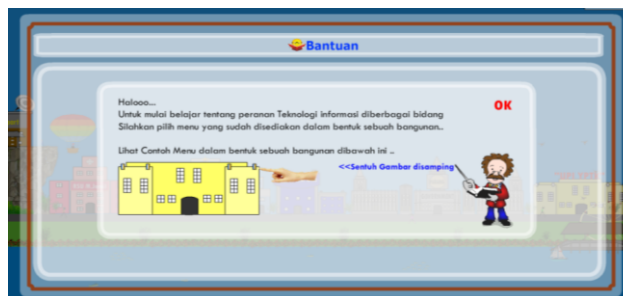 Bantuan
Halooo...
OK
Untuk mulai belajar tentang peranan Teknologi informasi diberbagai bidang
Silahkan pilih menu yang sudah disediakan dalam bentuk sebuah bangunan..
Lihat Contoh Menu dalam bentuk sebuah bangunan dibawah ini ..
<<Sentuh Gambar disamping